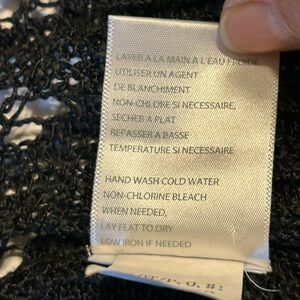 LAVER A LA MAIN A L'EAU FROIDE
UTILISER UN AGENT
DE BLANCHIMENT
NON-CHLORE SI NECESSAIRE,
SECHER A PLAT
REPASSER A BASSE
TEMPERATURE SI NECESSAIRE
HAND WASH COLD WATER
NON-CHLORINE BLEACH
WHEN NEEDED,
LAY FLAT TO DRY
LOW IRON IF NEEDED
P. O. #: